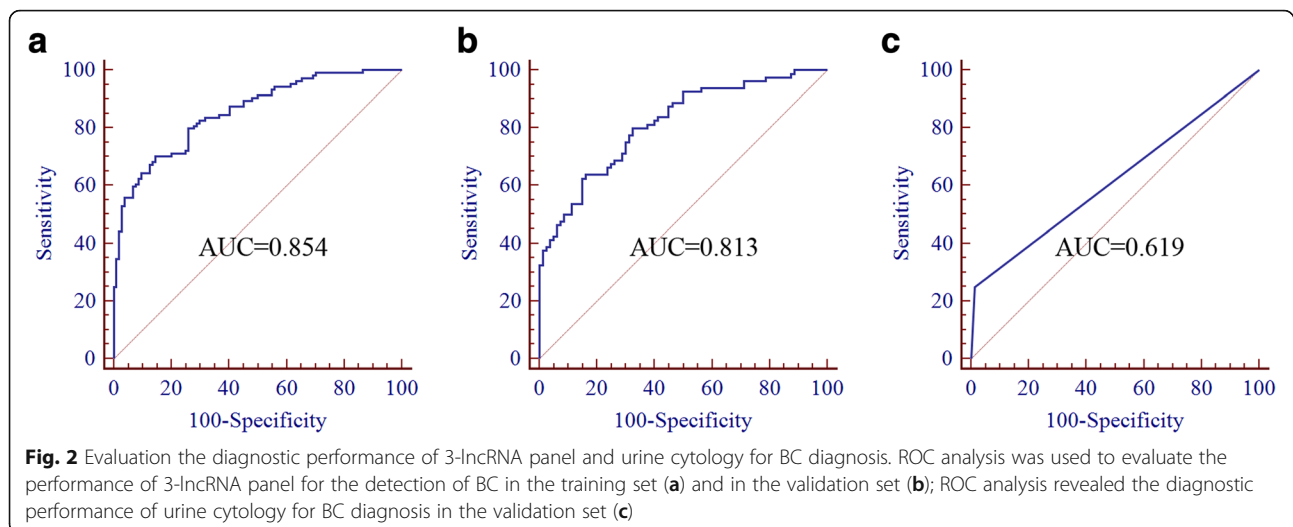 a
b
c
100
80
60
40
20
0
Sensitivity
AUC=0.854
0 20 40 60 80 100
100-Specificity
100
80
60
40
20
0
Sensitivity
AUC=0.813
0 20 40 60 80 100
100-Specificity
100
80
60
40
20
0
Sensitivity
AUC=0.619
0 20 40 60 80 100
100-Specificity
Fig. 2 Evaluation the diagnostic performance of 3-lncRNA panel and urine cytology for BC diagnosis. ROC analysis was used to evaluate the
performance of 3-lncRNA panel for the detection of BC in the training set (a) and in the validation set (b); ROC analysis revealed the diagnostic
performance of urine cytology for BC diagnosis in the validation set (c)